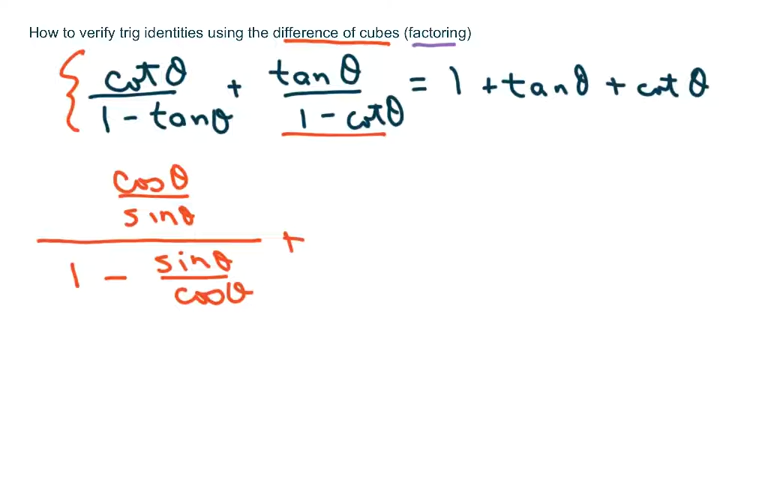 How to verify trig identities using the difference of cubes (factoring)
cot θ / 1 - tan θ + tan θ / 1 - cot θ = 1 + tan θ + cot θ
cos θ / sin θ / 1 - sin θ / cos θ +